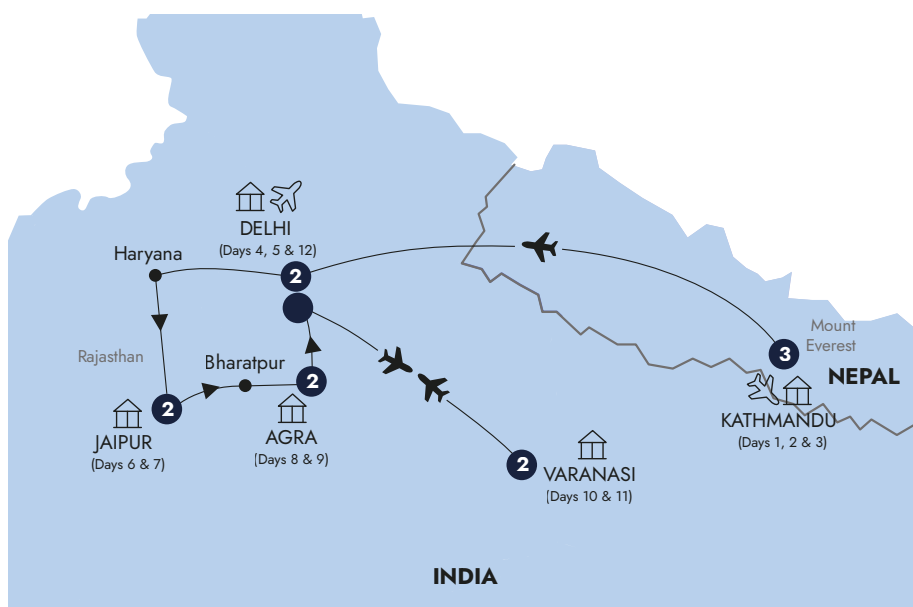 DELHI
(Days 4, 5 & 12)
Haryana
2
Mount
Everest
3
Rajasthan
Bharatpur
NEPAL
2
2
KATHMANDU
(Days 1, 2 & 3)
JAIPUR
(Days 6 & 7)
AGRA
(Days 8 & 9)
2
VARANASI
(Days 10 & 11)
INDIA